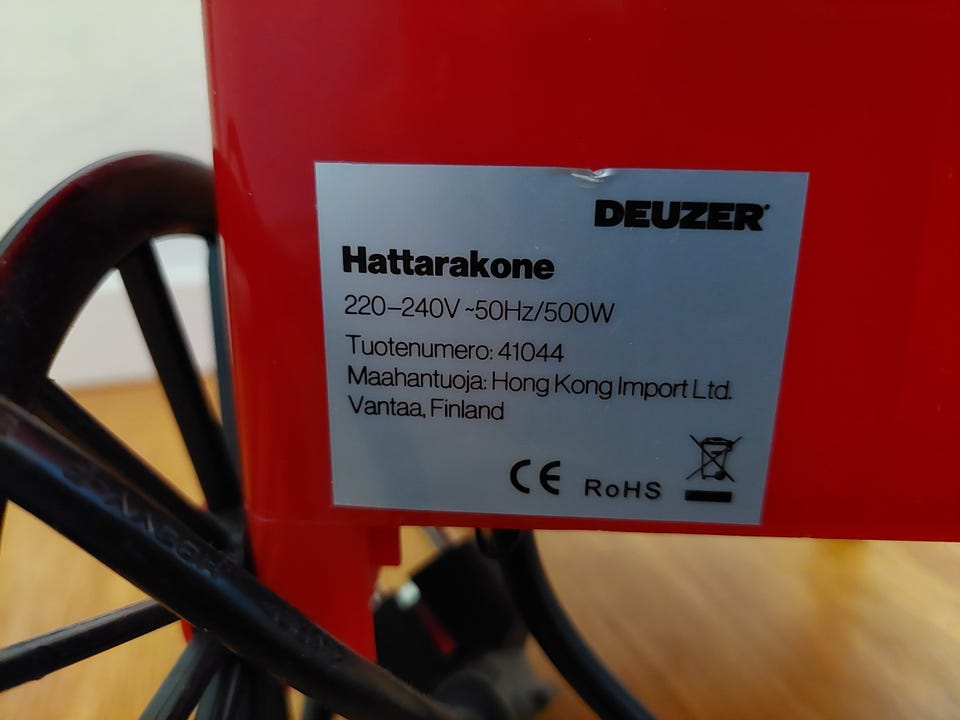 DEUZER
Hattarakone
220–240V ~50Hz/500W
Tuotenumero: 41044
Maahantuoja: Hong Kong Import Ltd.
Vantaa, Finland
CE RoHS